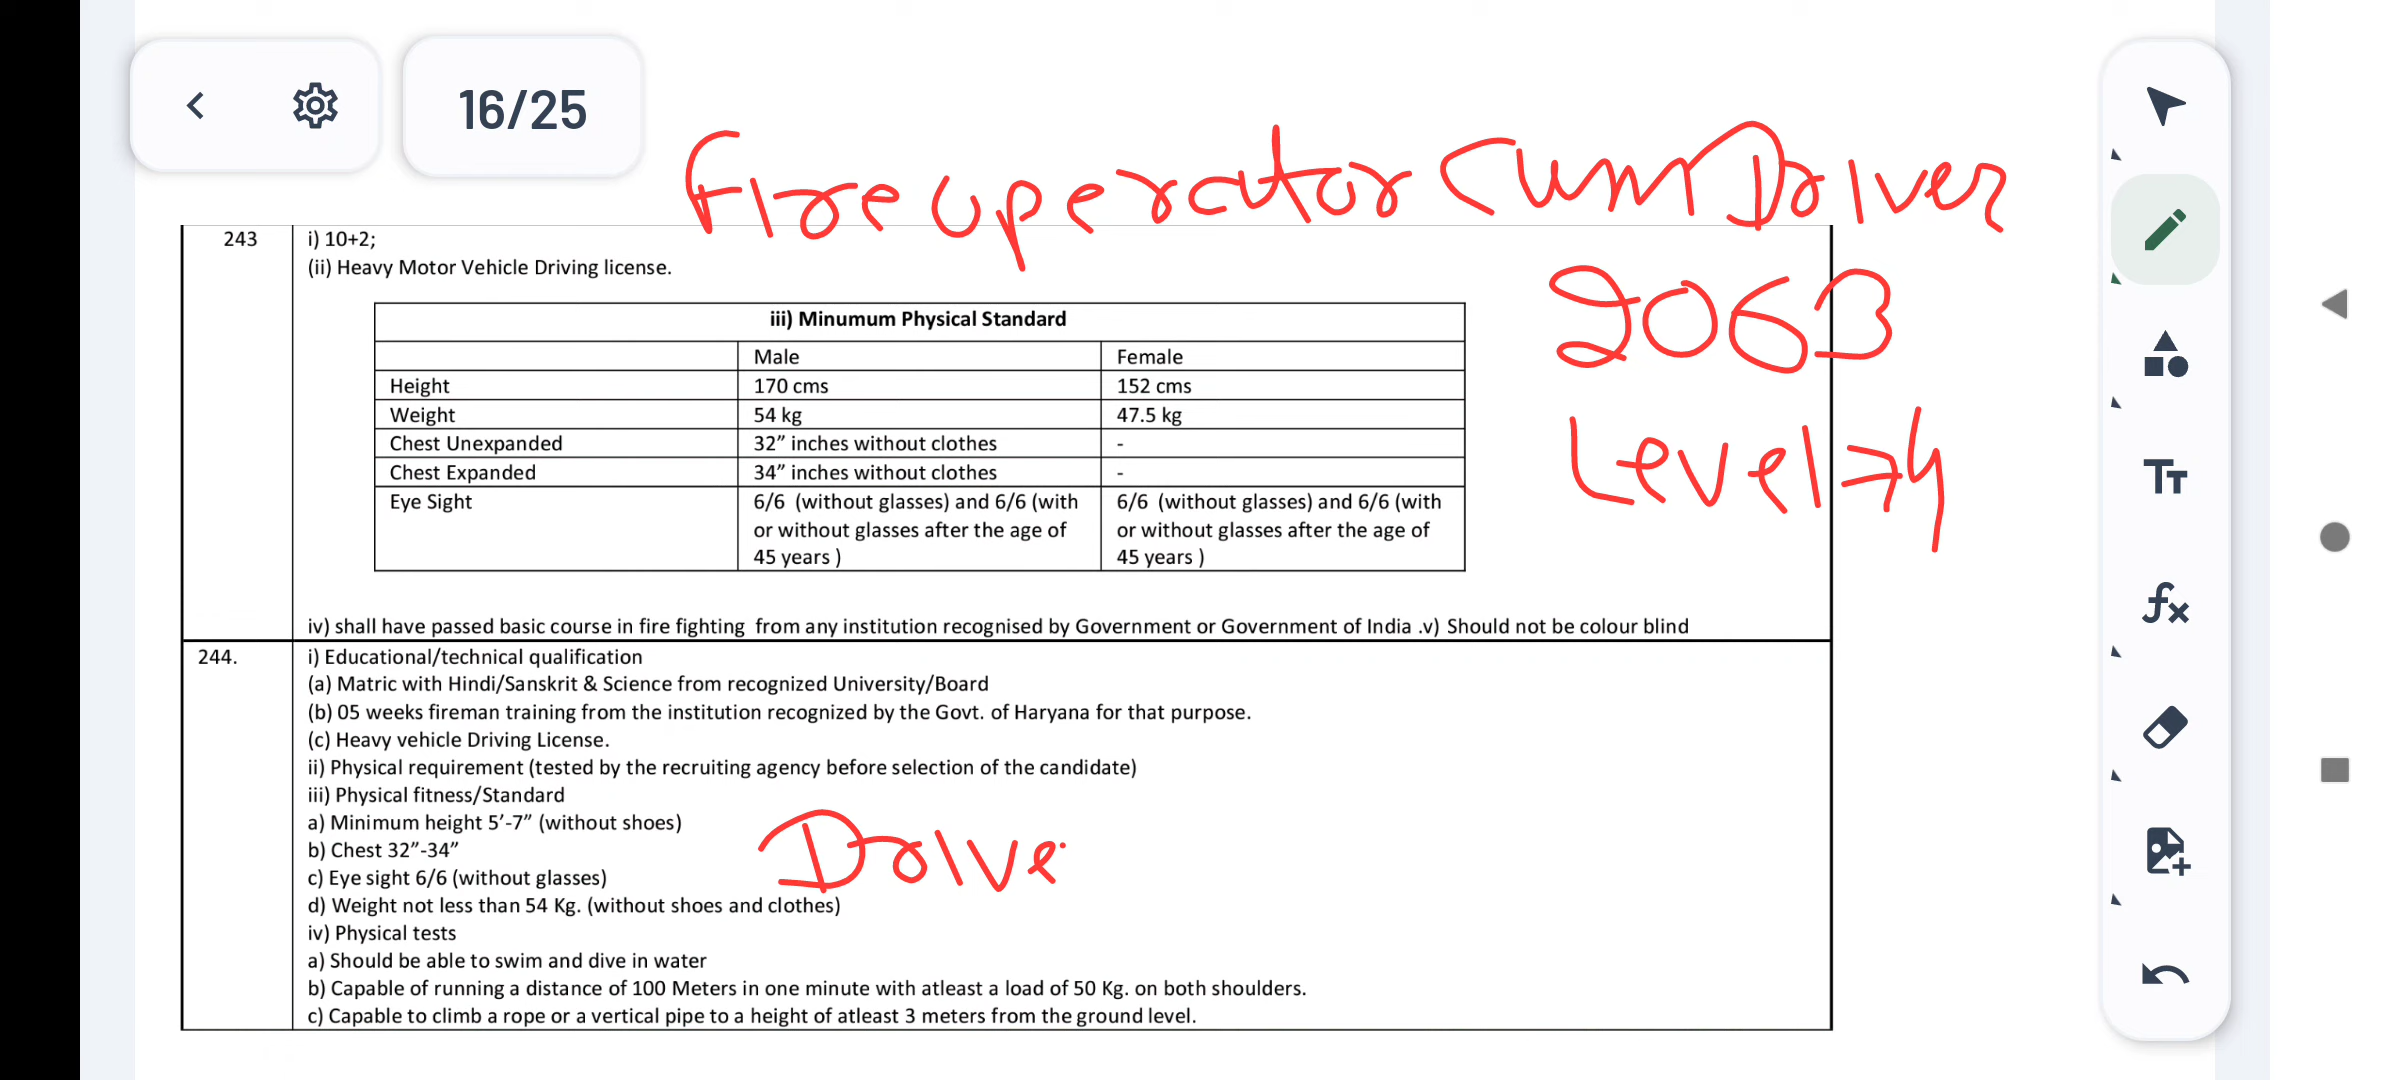 16/25
Fire operator Cum Driver
2063
Level → 4
243
i) 10+2;
(ii) Heavy Motor Vehicle Driving license.
iii) Minumum Physical Standard
Male Female
Height 170 cms 152 cms
Weight 54 kg 47.5 kg
Chest Unexpanded 32” inches without clothes -
Chest Expanded 34” inches without clothes -
Eye Sight 6/6 (without glasses) and 6/6 (with 6/6 (without glasses) and 6/6 (with
or without glasses after the age of or without glasses after the age of
45 years ) 45 years )
iv) shall have passed basic course in fire fighting from any institution recognised by Government or Government of India .v) Should not be colour blind
244. i) Educational/technical qualification
(a) Matric with Hindi/Sanskrit & Science from recognized University/Board
(b) 05 weeks fireman training from the institution recognized by the Govt. of Haryana for that purpose.
(c) Heavy vehicle Driving License.
ii) Physical requirement (tested by the recruiting agency before selection of the candidate)
iii) Physical fitness/Standard
a) Minimum height 5’-7” (without shoes)
b) Chest 32”-34”
Drive
c) Eye sight 6/6 (without glasses)
d) Weight not less than 54 Kg. (without shoes and clothes)
iv) Physical tests
a) Should be able to swim and dive in water
b) Capable of running a distance of 100 Meters in one minute with atleast a load of 50 Kg. on both shoulders.
c) Capable to climb a rope or a vertical pipe to a height of atleast 3 meters from the ground level.
TT
fx